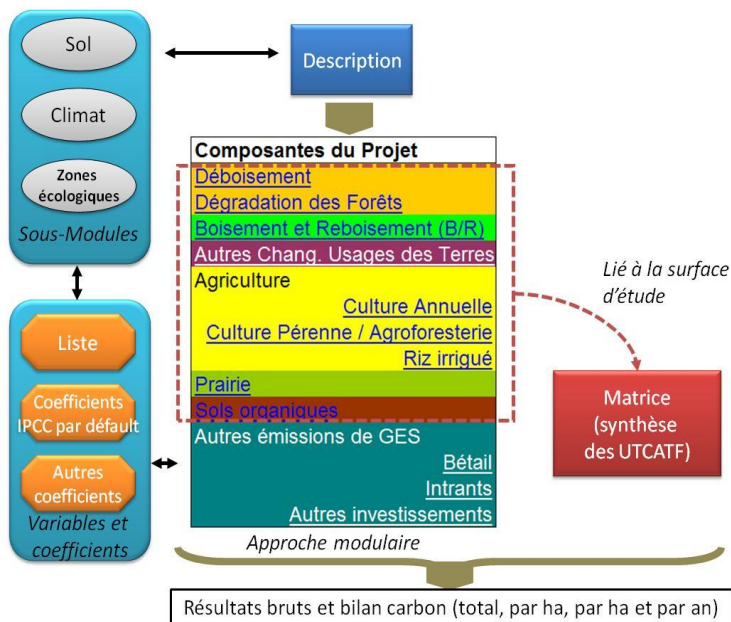 Sol
Climat
Zones
écologiques
Sous-Modules
Description
Composantes du Projet
Déboisement
Dégradation des Forêts
Boisement et Reboisement (B/R)
Autres Chang. Usages des Terres
Agriculture
Culture Annuelle
Culture Pérenne / Agroforesterie
Riz irrigué
Prairie
Sols organiques
Autres émissions de GES
Bétail
Intrants
Autres investissements
Approche modulaire
Liste
Coefficients
IPCC par défault
Autres
coefficients
Variables et
coefficients
Lié à la surface
d'étude
Matrice
(synthèse
des UTCATF)
Résultats bruts et bilan carbon (total, par ha, par ha et par an)